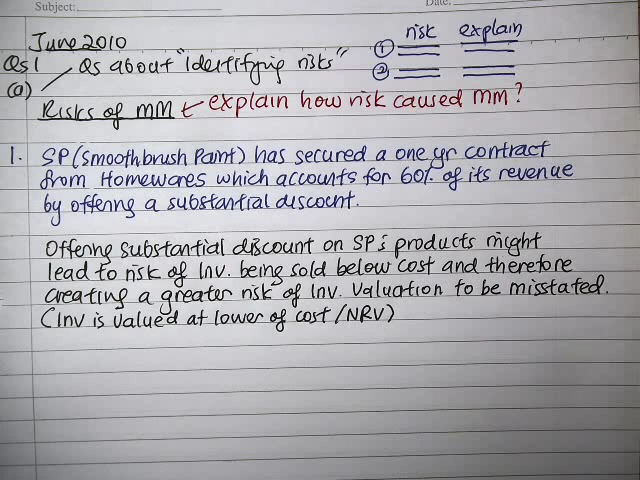 Subject:
Date:
June 2010
risk explain
①
②
Qs 1
(a)
Qs about "Identifying risks"
Risks of MM ← explain how risk caused MM?
1. SP (Smoothbrush Paint) has secured a one yr contract
from Homewares which accounts for 60% of its revenue
by offering a substantial discount.
Offering substantial discount on SP's products might
lead to risk of Inv. being sold below cost and therefore
creating a greater risk of Inv. valuation to be misstated.
(Inv is valued at lower of cost/NRV)